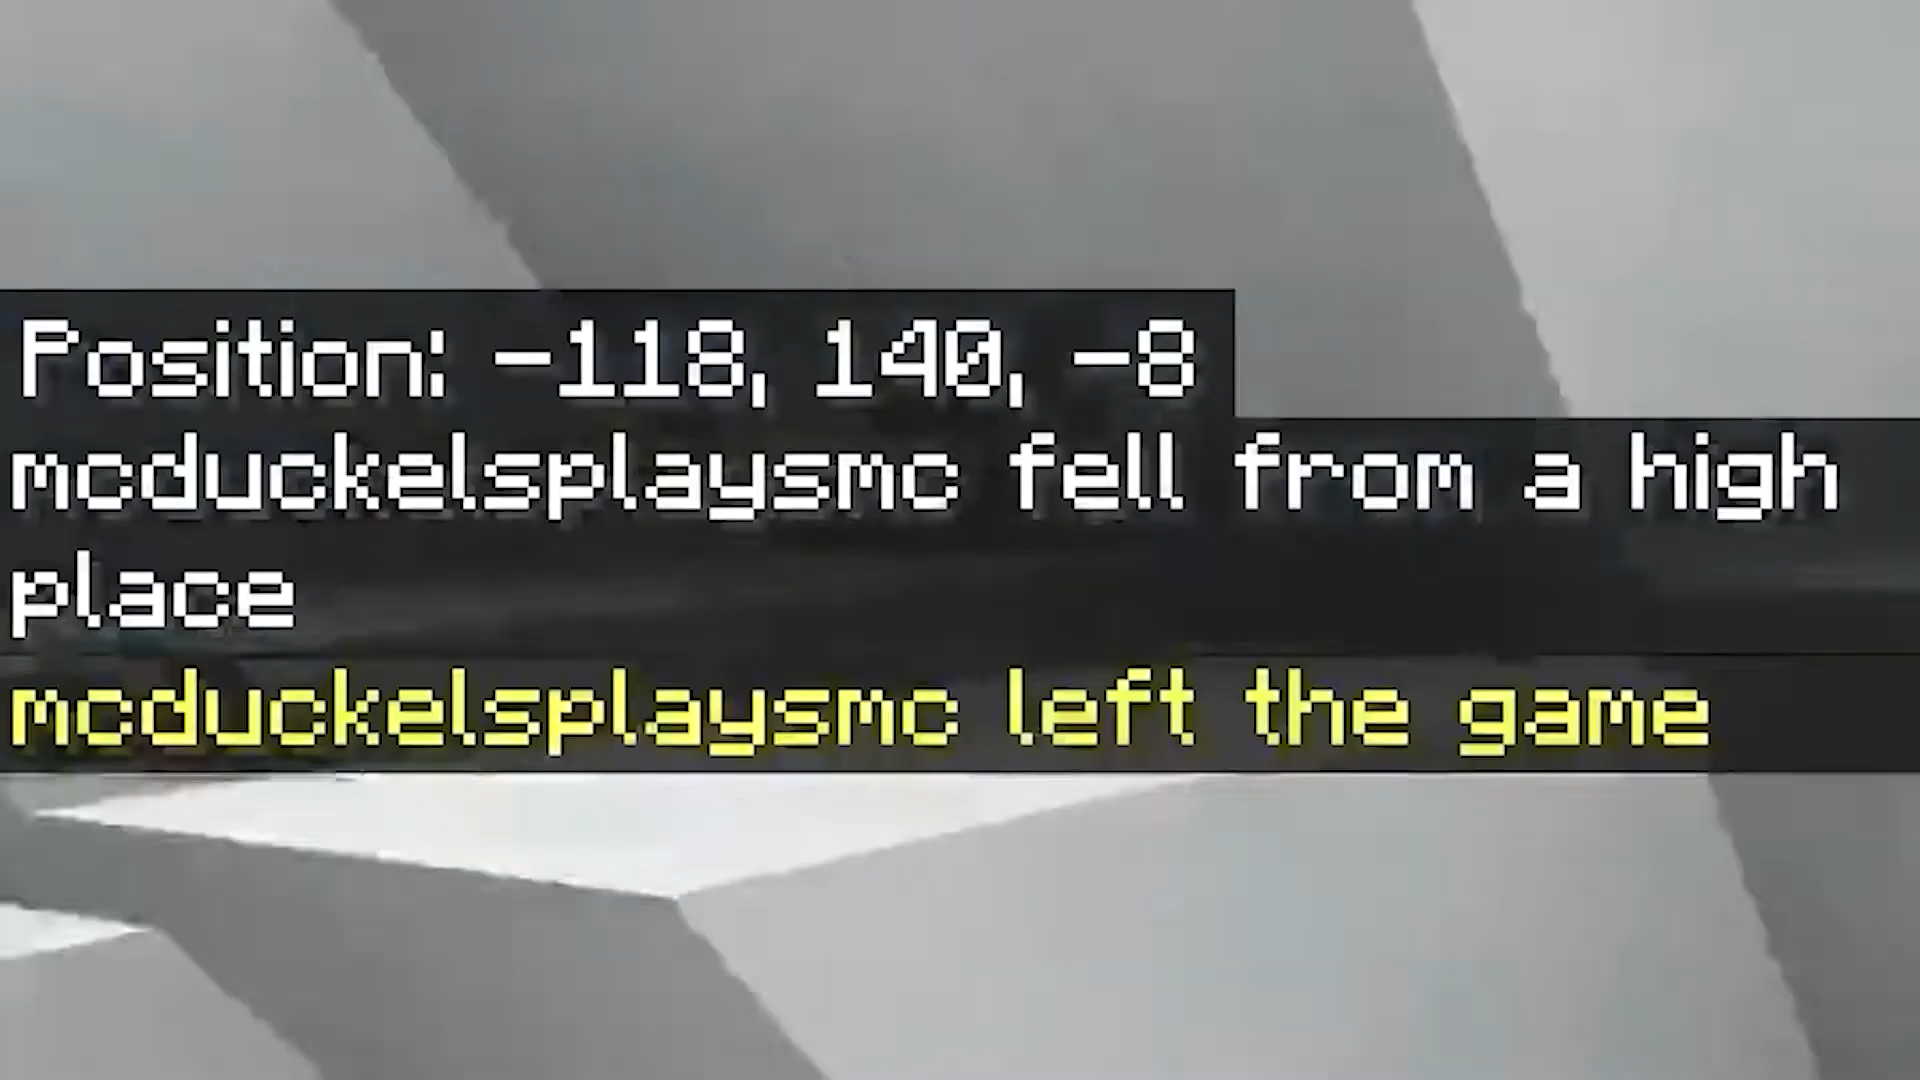 Position: -118, 140, -8
mcduckelsplaysmc fell from a high
place
mcduckelsplaysmc left the game